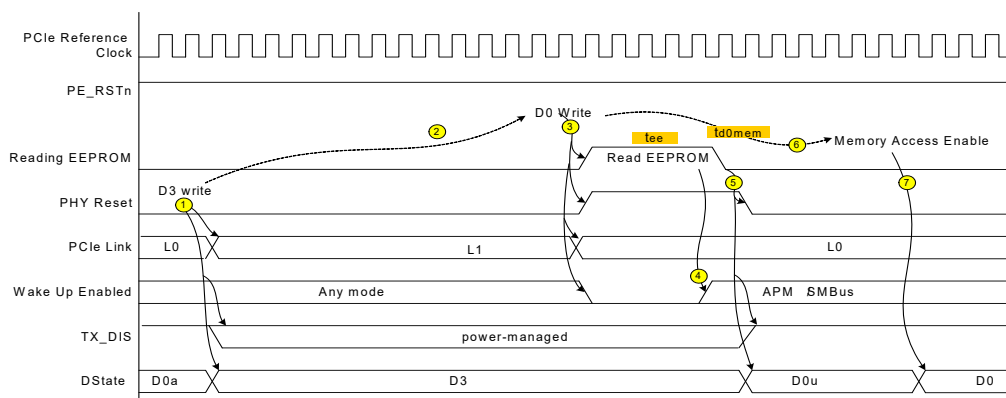 PCIe Reference
Clock
PE_RSTn
D0 Write
2
3
tee
td0mem
6
Memory Access Enable
Reading EEPROM
Read EEPROM
D3 write
5
7
PHY Reset
1
PCIe Link
L0
L1
L0
4
Wake Up Enabled
Any mode
APM /SMBus
TX_DIS
power-managed
DState
D0a
D3
D0u
D0